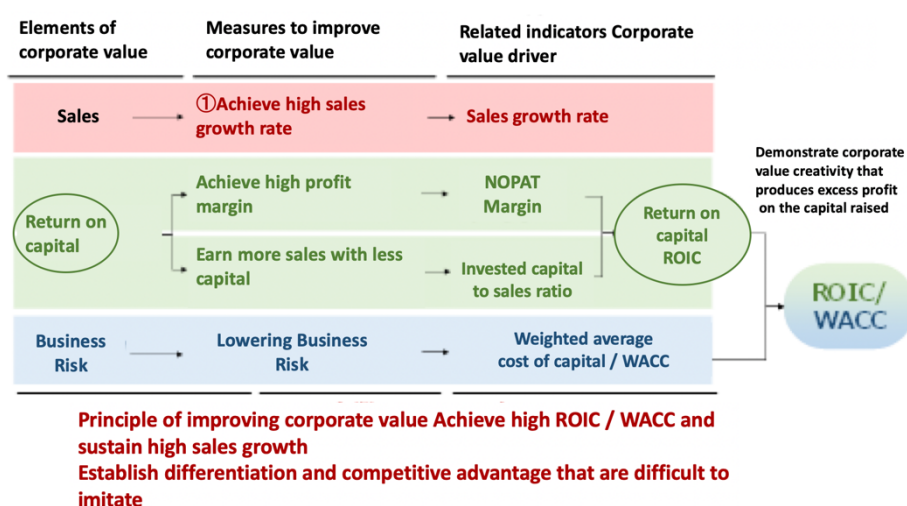 Elements of
corporate value
Measures to improve
corporate value
Related indicators Corporate
value driver
Sales
①Achieve high sales
growth rate
Sales growth rate
Return on
capital
Achieve high profit
margin
NOPAT
Margin
Earn more sales with less
capital
Invested capital
to sales ratio
Return on
capital
ROIC
Demonstrate corporate
value creativity that
produces excess profit
on the capital raised
ROIC/
WACC
Business
Risk
Lowering Business
Risk
Weighted average
cost of capital / WACC
Principle of improving corporate value Achieve high ROIC / WACC and
sustain high sales growth
Establish differentiation and competitive advantage that are difficult to
imitate